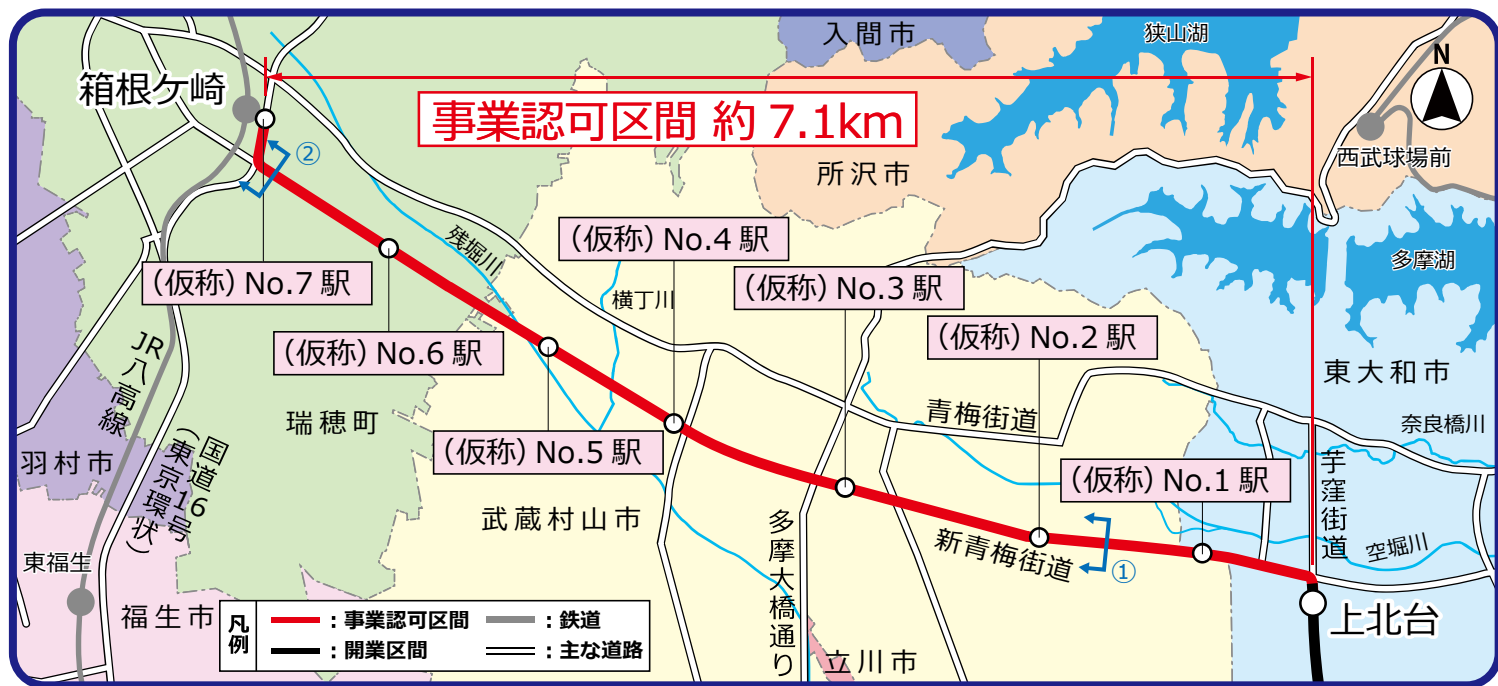 入間市
狭山湖
N
箱根ケ崎
事業認可区間 約 7.1km
②
西武球場前
所沢市
(仮称) No.4 駅
残堀川
多摩湖
(仮称) No.7 駅
横丁川
(仮称) No.3 駅
(仮称) No.6 駅
(仮称) No.2 駅
JR八高線
東大和市
瑞穂町
青梅街道
奈良橋川
(仮称) No.5 駅
羽村市
国道16号
(東京環状)
(仮称) No.1 駅
芋窪街道
武蔵村山市
多摩大橋通り
新青梅街道
空堀川
①
東福生
福生市
上北台
立川市
凡例
:事業認可区間
:鉄道
:開業区間
:主な道路